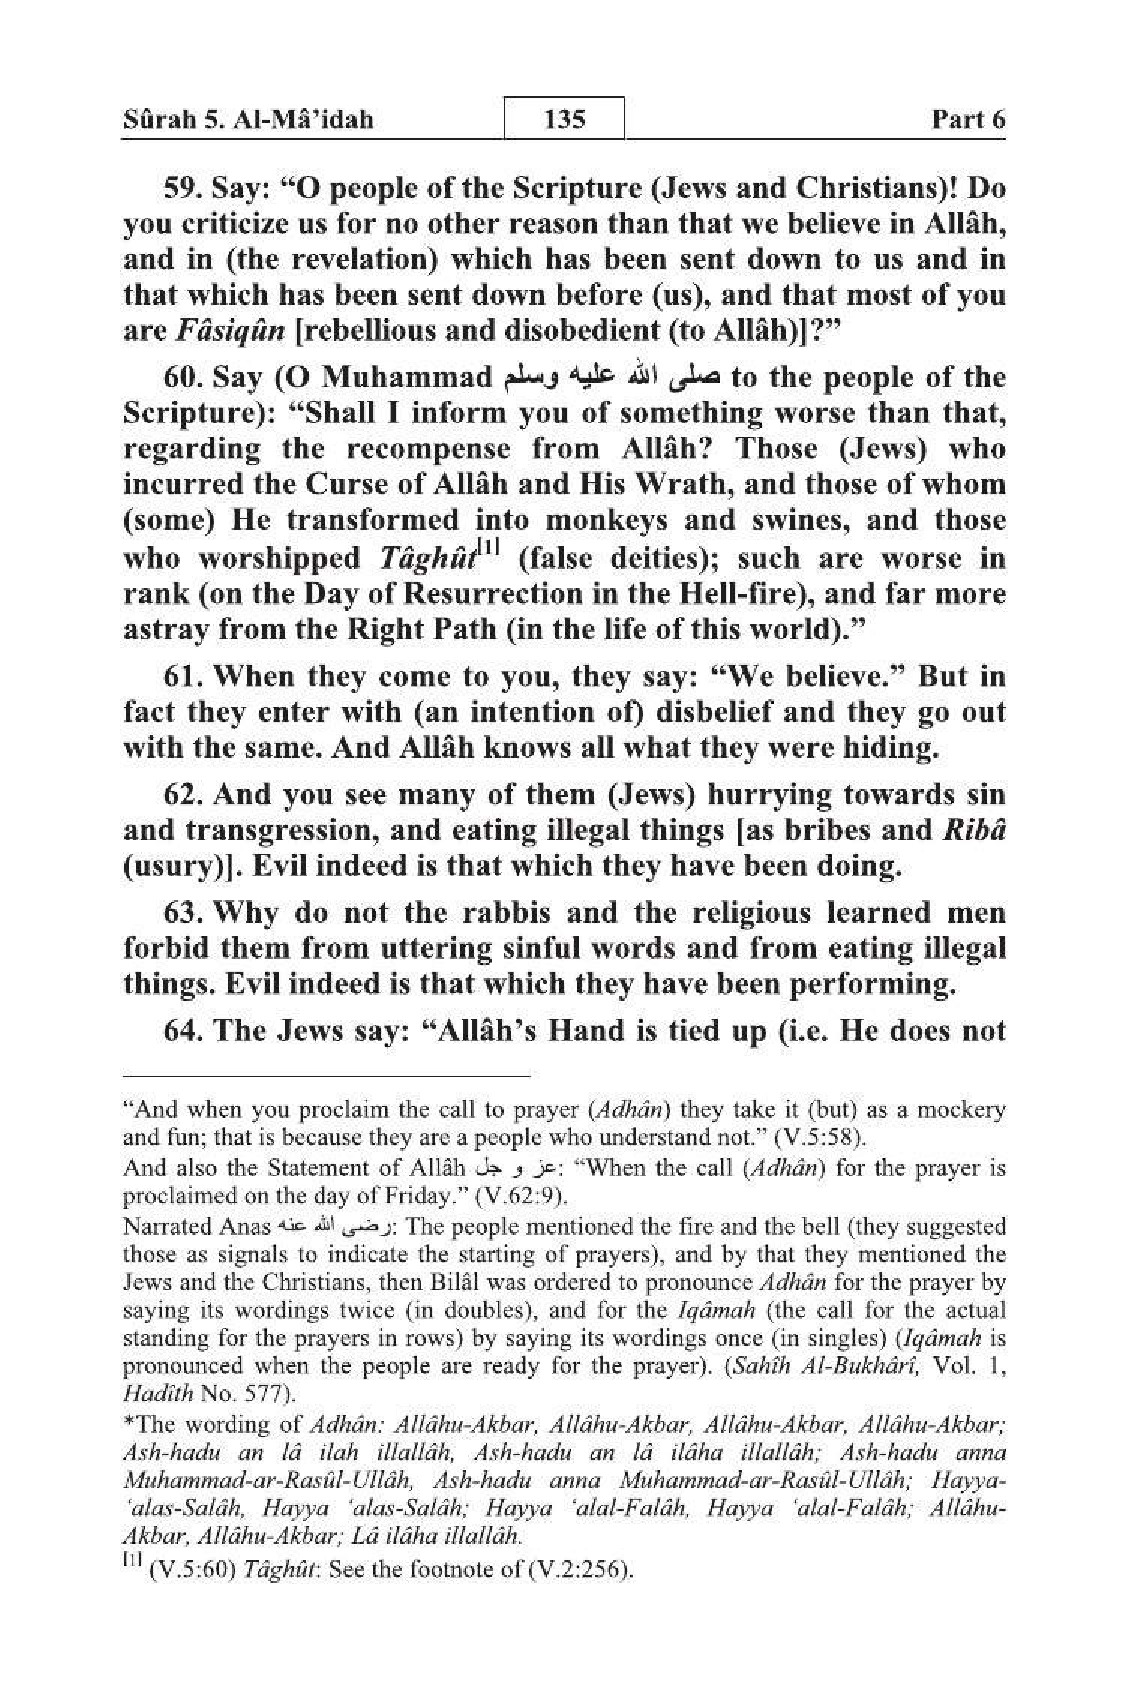 Sûrah 5. Al-Mâ’idah 135 Part 6
59. Say: “O people of the Scripture (Jews and Christians)! Do
you criticize us for no other reason than that we believe in Allâh,
and in (the revelation) which has been sent down to us and in
that which has been sent down before (us), and that most of you
are Fâsiqûn [rebellious and disobedient (to Allâh)]?”
60. Say (O Muhammad صلى الله عليه وسلم to the people of the
Scripture): “Shall I inform you of something worse than that,
regarding the recompense from Allâh? Those (Jews) who
incurred the Curse of Allâh and His Wrath, and those of whom
(some) He transformed into monkeys and swines, and those
who worshipped Tâghût[1] (false deities); such are worse in
rank (on the Day of Resurrection in the Hell-fire), and far more
astray from the Right Path (in the life of this world).”
61. When they come to you, they say: “We believe.” But in
fact they enter with (an intention of) disbelief and they go out
with the same. And Allâh knows all what they were hiding.
62. And you see many of them (Jews) hurrying towards sin
and transgression, and eating illegal things [as bribes and Ribâ
(usury)]. Evil indeed is that which they have been doing.
63. Why do not the rabbis and the religious learned men
forbid them from uttering sinful words and from eating illegal
things. Evil indeed is that which they have been performing.
64. The Jews say: “Allâh’s Hand is tied up (i.e. He does not
“And when you proclaim the call to prayer (Adhân) they take it (but) as a mockery
and fun; that is because they are a people who understand not.” (V.5:58).
And also the Statement of Allâh عز و جل: “When the call (Adhân) for the prayer is
proclaimed on the day of Friday.” (V.62:9).
Narrated Anas رضى الله عنه: The people mentioned the fire and the bell (they suggested
those as signals to indicate the starting of prayers), and by that they mentioned the
Jews and the Christians, then Bilâl was ordered to pronounce Adhân for the prayer by
saying its wordings twice (in doubles), and for the Iqâmah (the call for the actual
standing for the prayers in rows) by saying its wordings once (in singles) (Iqâmah is
pronounced when the people are ready for the prayer). (Sahîh Al-Bukhârî, Vol. 1,
Hadîth No. 577).
*The wording of Adhân: Allâhu-Akbar, Allâhu-Akbar, Allâhu-Akbar, Allâhu-Akbar;
Ash-hadu an lâ ilah illallâh, Ash-hadu an lâ ilâha illallâh; Ash-hadu anna
Muhammad-ar-Rasûl-Ullâh, Ash-hadu anna Muhammad-ar-Rasûl-Ullâh; Hayya-
‘alas-Salâh, Hayya ‘alas-Salâh; Hayya ‘alal-Falâh, Hayya ‘alal-Falâh; Allâhu-
Akbar, Allâhu-Akbar; Lâ ilâha illallâh.
[1] (V.5:60) Tâghût: See the footnote of (V.2:256).